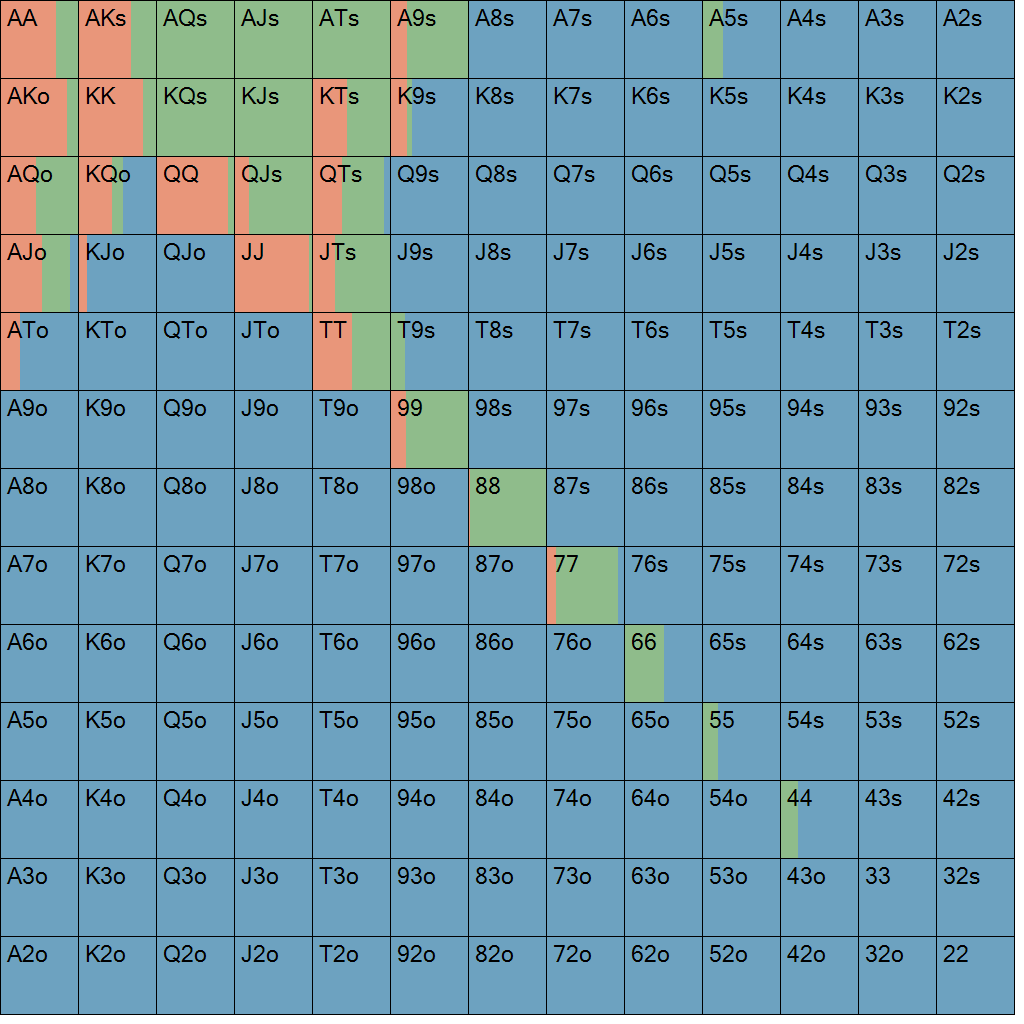 AA AKs AQs AJs ATs A9s A8s A7s A6s A5s A4s A3s A2s
AKo KK KQs KJs KTs K9s K8s K7s K6s K5s K4s K3s K2s
AQo KQo QQ QJs QTs Q9s Q8s Q7s Q6s Q5s Q4s Q3s Q2s
AJo KJo QJo JJ JTs J9s J8s J7s J6s J5s J4s J3s J2s
ATo KTo QTo JTo TT T9s T8s T7s T6s T5s T4s T3s T2s
A9o K9o Q9o J9o T9o 99 98s 97s 96s 95s 94s 93s 92s
A8o K8o Q8o J8o T8o 98o 88 87s 86s 85s 84s 83s 82s
A7o K7o Q7o J7o T7o 97o 87o 77 76s 75s 74s 73s 72s
A6o K6o Q6o J6o T6o 96o 86o 76o 66 65s 64s 63s 62s
A5o K5o Q5o J5o T5o 95o 85o 75o 65o 55 54s 53s 52s
A4o K4o Q4o J4o T4o 94o 84o 74o 64o 54o 44 43s 42s
A3o K3o Q3o J3o T3o 93o 83o 73o 63o 53o 43o 33 32s
A2o K2o Q2o J2o T2o 92o 82o 72o 62o 52o 42o 32o 22